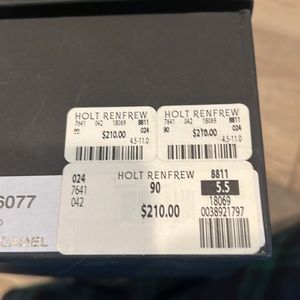 HOLT RENFREW
7641 042 18069 8811
90 024
$210.00
4.5-11.0
HOLT RENFREW
7641 042 18069 8811
90 024
$210.00
4.5-11.0
024 HOLT RENFREW 8811
7641 90 5.5
042 18069
$210.00 0038921797
6077